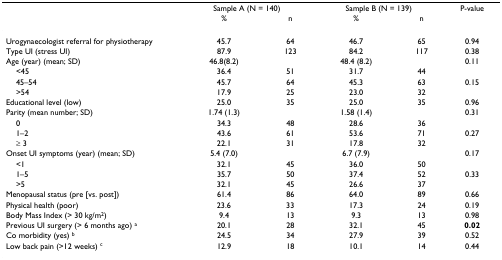 Sample A (N = 140) Sample B (N = 139) P-value
% n % n
Urogynaecologist referral for physiotherapy 45.7 64 46.7 65 0.94
Type UI (stress UI) 87.9 123 84.2 117 0.38
Age (year) (mean; SD) 46.8(8.2) 48.4 (8.2) 0.11
<45 36.4 51 31.7 44
45–54 45.7 64 45.3 63 0.15
>54 17.9 25 23.0 32
Educational level (low) 25.0 35 25.0 35 0.96
Parity (mean number; SD) 1.74 (1.3) 1.58 (1.4) 0.31
0 34.3 48 28.6 36
1–2 43.6 61 53.6 71 0.27
≥ 3 22.1 31 17.8 32
Onset UI symptoms (year) (mean; SD) 5.4 (7.0) 6.7 (7.9) 0.17
<1 32.1 45 36.0 50
1–5 35.7 50 37.4 52 0.33
>5 32.1 45 26.6 37
Menopausal status (pre [vs. post]) 61.4 86 64.0 89 0.66
Physical health (poor) 23.6 33 17.3 24 0.19
Body Mass Index (> 30 kg/m²) 9.4 13 9.3 13 0.98
Previous UI surgery (> 6 months ago) ᵃ 20.1 28 32.1 45 0.02
Co morbidity (yes) ᵇ 24.5 34 27.9 39 0.52
Low back pain (>12 weeks) ᶜ 12.9 18 10.1 14 0.44